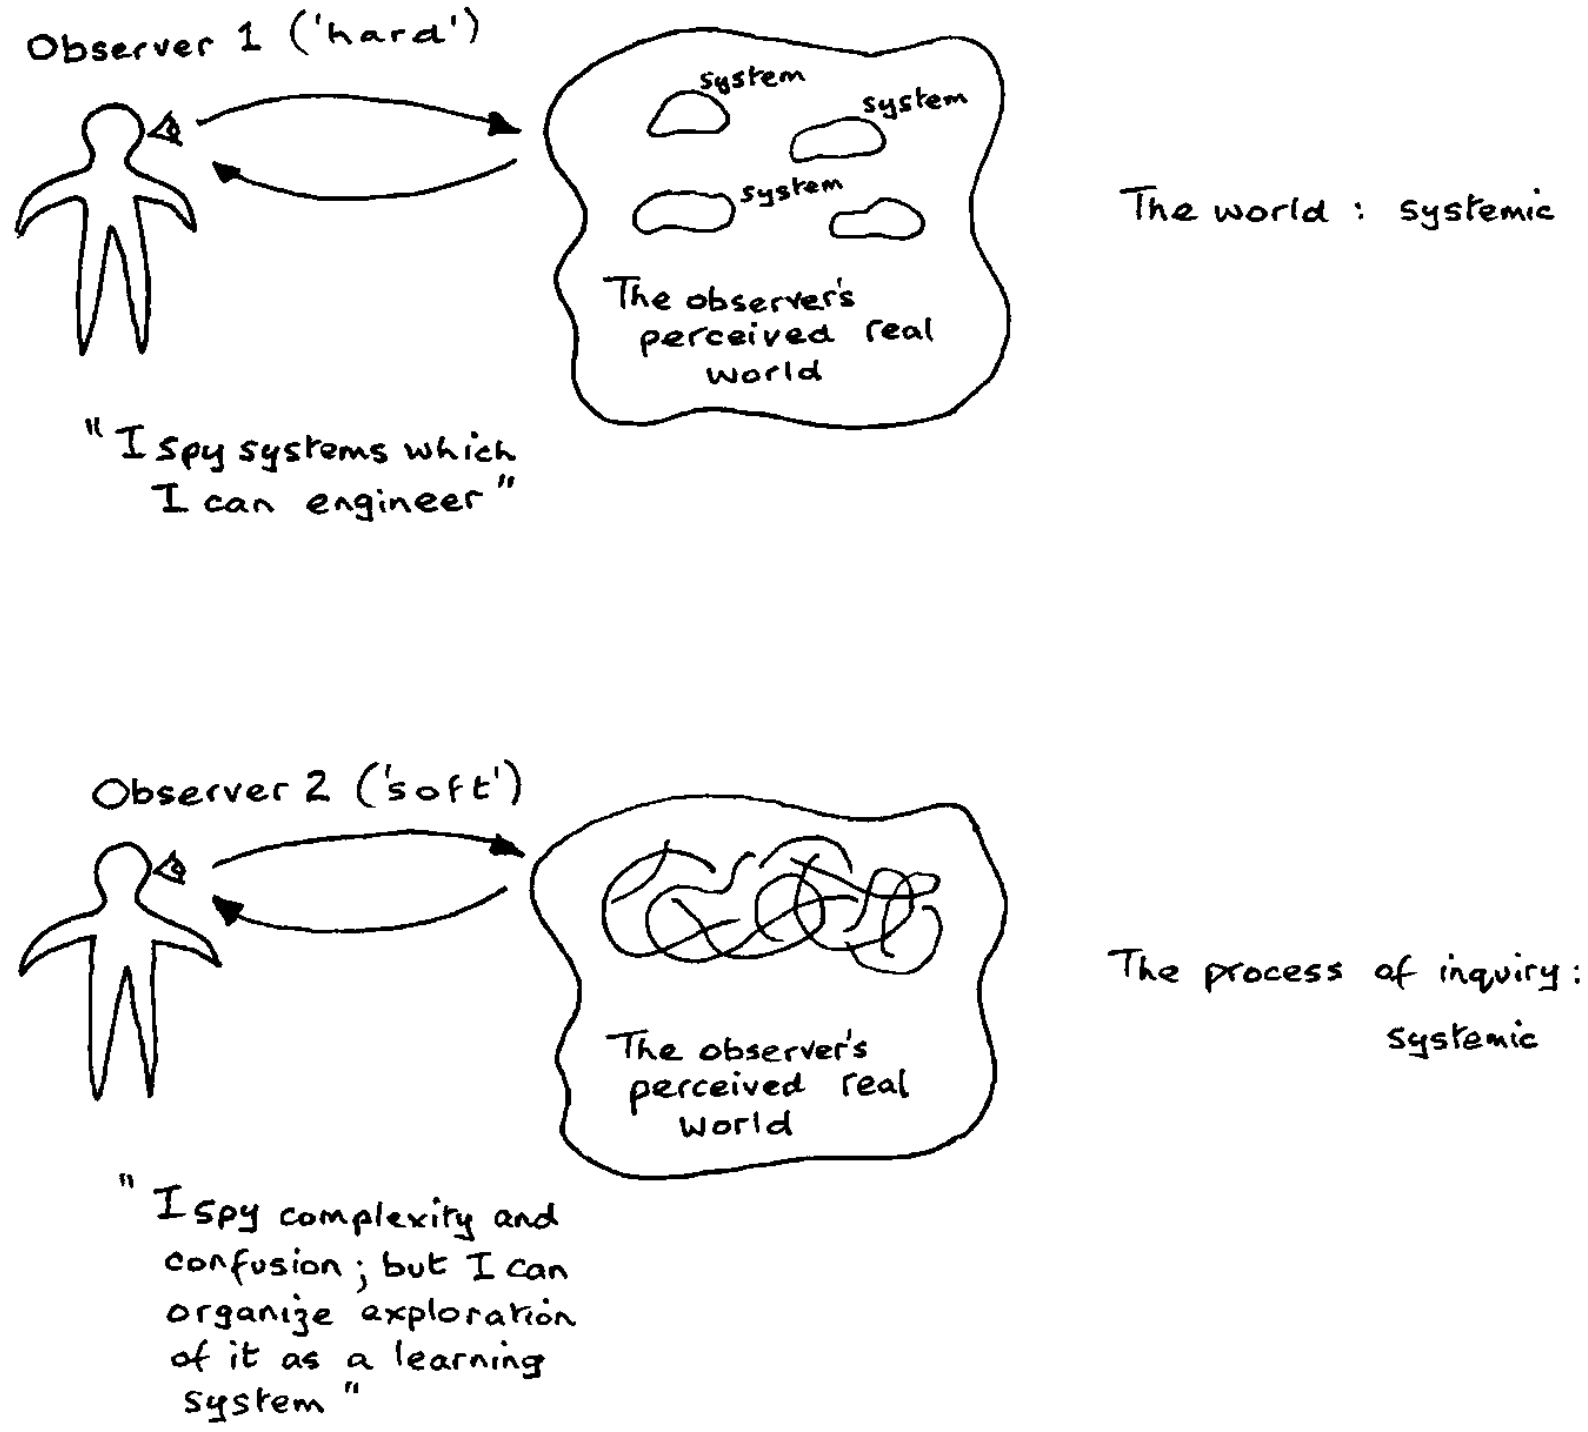 Observer 1 ('hard')
system
system
system
The observer's
perceived real
world
The world : systemic
"I spy systems which
I can engineer"
Observer 2 ('soft')
The observer's
perceived real
world
The process of inquiry:
systemic
"I spy complexity and
confusion; but I can
organize exploration
of it as a learning
system"